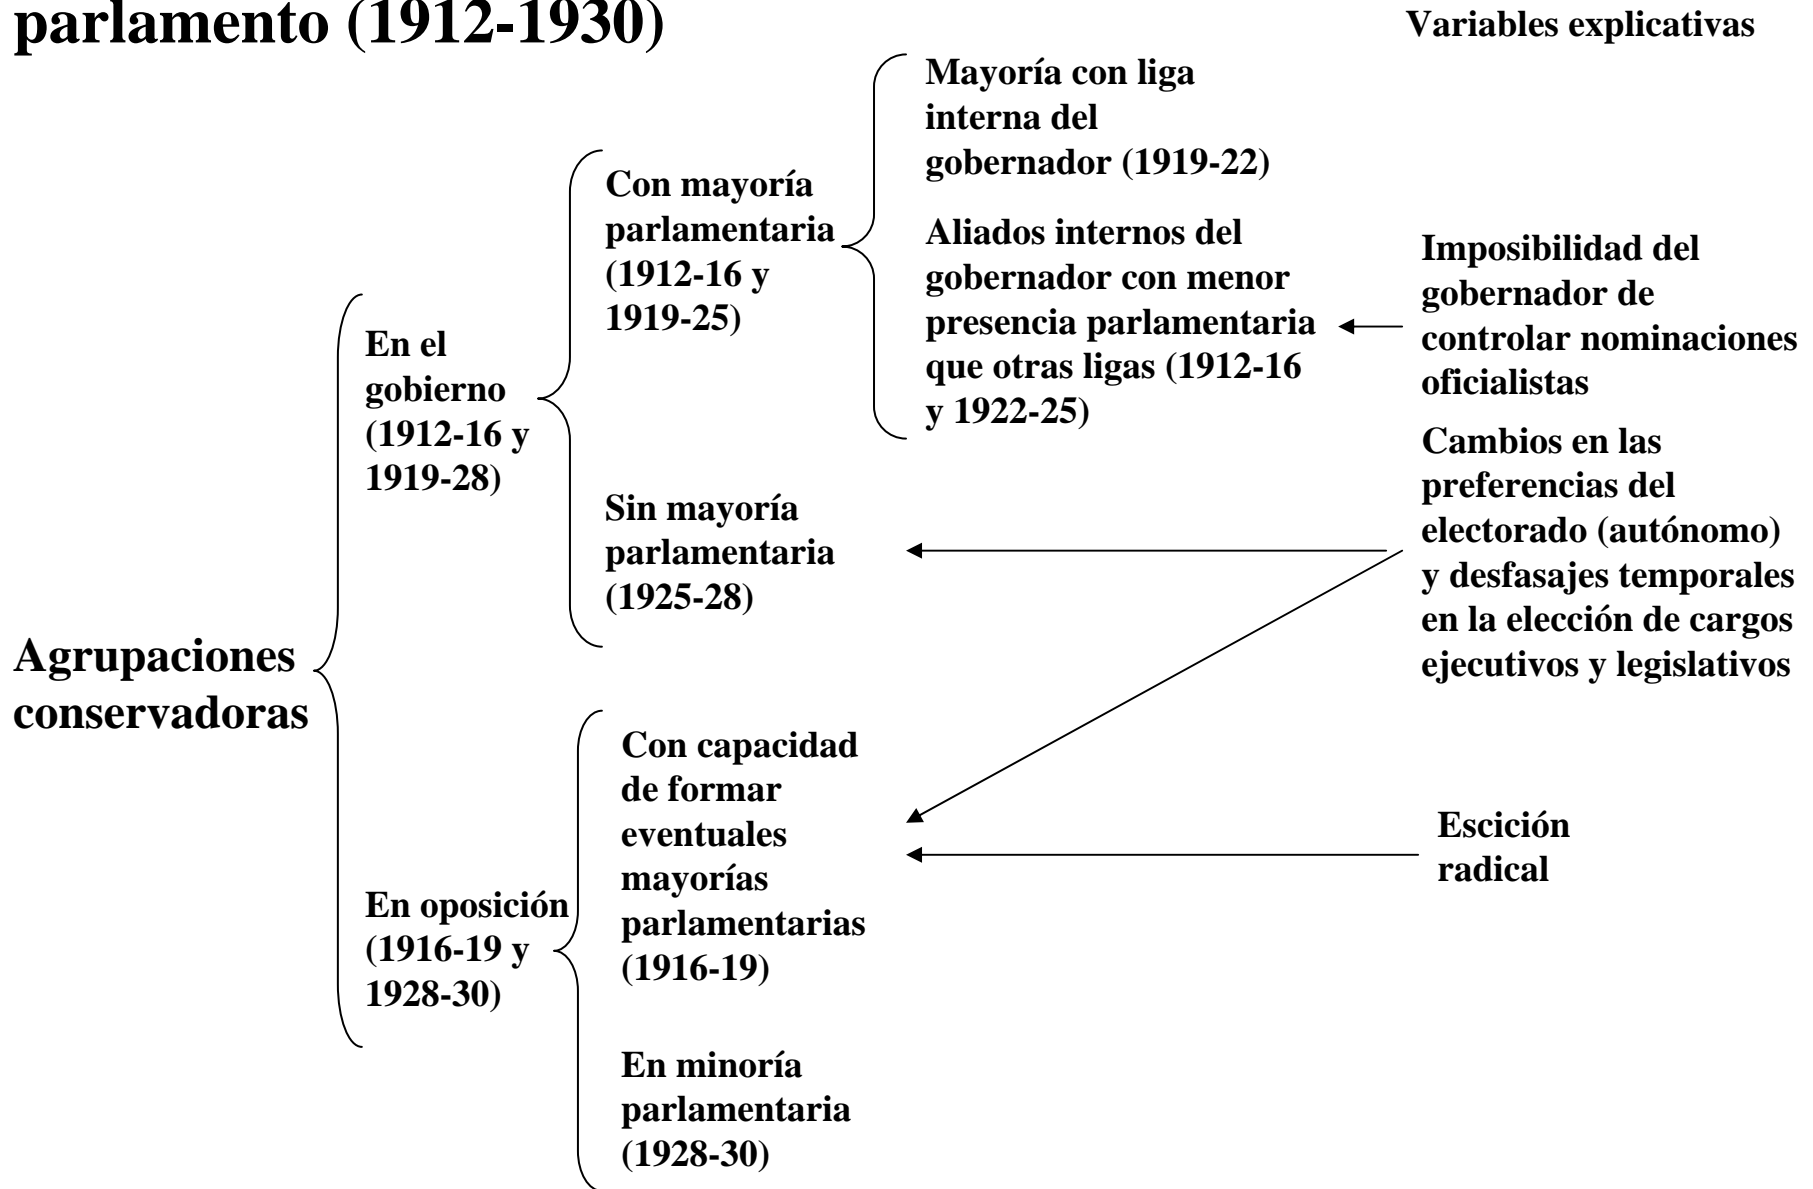 parlamento (1912-1930)
Variables explicativas
Agrupaciones
conservadoras
En el
gobierno
(1912-16 y
1919-28)
Con mayoría
parlamentaria
(1912-16 y
1919-25)
Mayoría con liga
interna del
gobernador (1919-22)
Aliados internos del
gobernador con menor
presencia parlamentaria
que otras ligas (1912-16
y 1922-25)
Imposibilidad del
gobernador de
controlar nominaciones
oficialistas
Sin mayoría
parlamentaria
(1925-28)
Cambios en las
preferencias del
electorado (autónomo)
y desfasajes temporales
en la elección de cargos
ejecutivos y legislativos
En oposición
(1916-19 y
1928-30)
Con capacidad
de formar
eventuales
mayorías
parlamentarias
(1916-19)
Escición
radical
En minoría
parlamentaria
(1928-30)